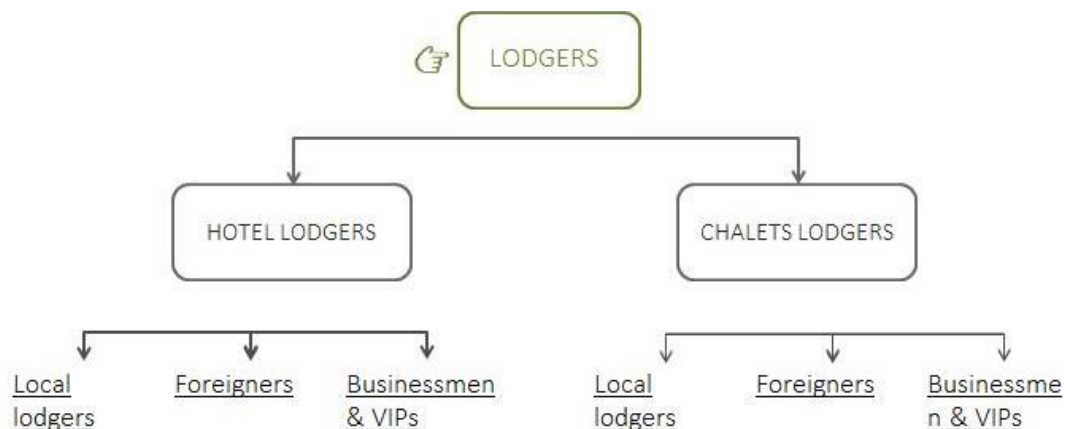 LODGERS
HOTEL LODGERS
CHALETS LODGERS
Local
lodgers
Foreigners
Businessmen
& VIPs
Local
lodgers
Foreigners
Businessme
n & VIPs